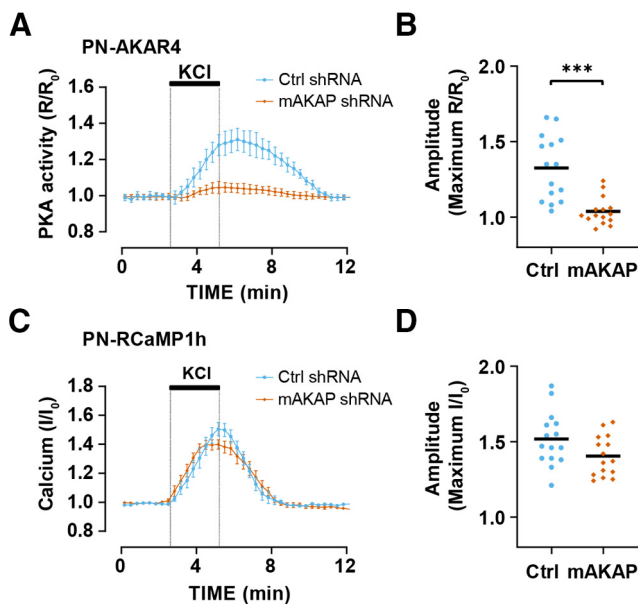 A
PN-AKAR4
KCl
Ctrl shRNA
mAKAP shRNA
PKA activity (R/R0)
1.6
1.4
1.2
1.0
0.8
0
4
8
12
TIME (min)
B
***
Amplitude
(Maximum R/R0)
2.0
1.5
1.0
Ctrl mAKAP
C
PN-RCaMP1h
KCl
Ctrl shRNA
mAKAP shRNA
Calcium (I/I0)
1.8
1.6
1.4
1.2
1.0
0.8
0
4
8
12
TIME (min)
D
Amplitude
(Maximum I/I0)
2.0
1.5
1.0
Ctrl mAKAP